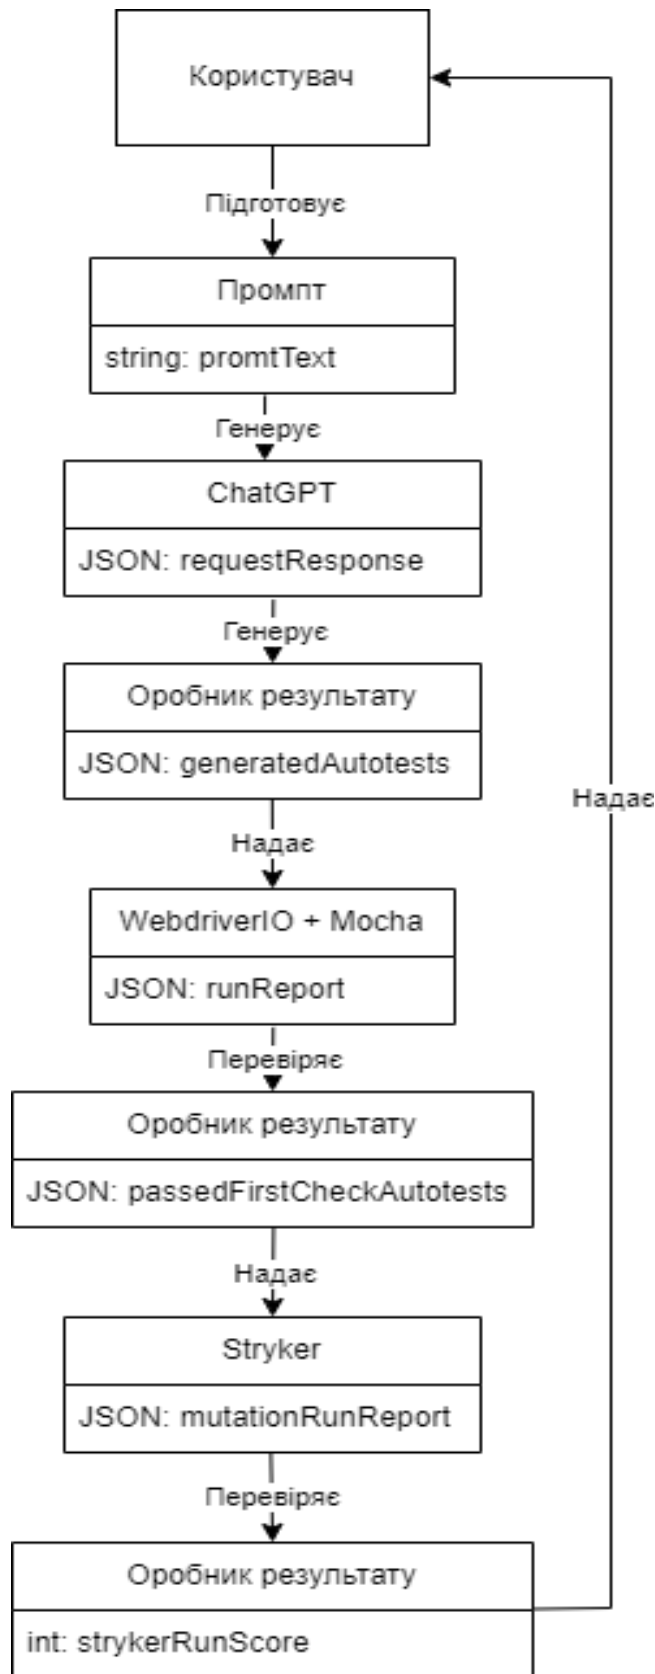 Користувач
Підготовує
Промпт
string: promtText
Генерує
ChatGPT
JSON: requestResponse
Генерує
Оробник результату
JSON: generatedAutotests
Надає
Надає
WebdriverIO + Mocha
JSON: runReport
Перевіряє
Оробник результату
JSON: passedFirstCheckAutotests
Надає
Stryker
JSON: mutationRunReport
Перевіряє
Оробник результату
int: strykerRunScore